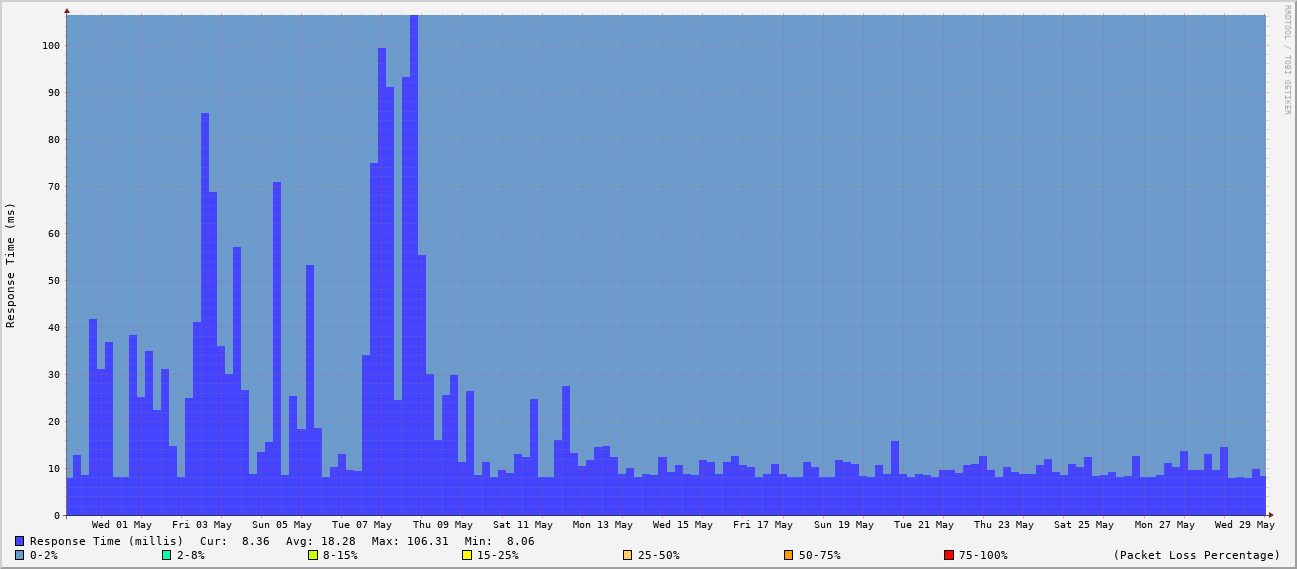 RRDTOOL / TOBI OETIKER
Response Time (ms)
100
90
80
70
60
50
40
30
20
10
0
Wed 01 May Fri 03 May Sun 05 May Tue 07 May Thu 09 May Sat 11 May Mon 13 May Wed 15 May Fri 17 May Sun 19 May Tue 21 May Thu 23 May Sat 25 May Mon 27 May Wed 29 May
Response Time (millis) Cur: 8.36 Avg: 18.28 Max: 106.31 Min: 8.06
0-2% 2-8% 8-15% 15-25% 25-50% 50-75% 75-100% (Packet Loss Percentage)